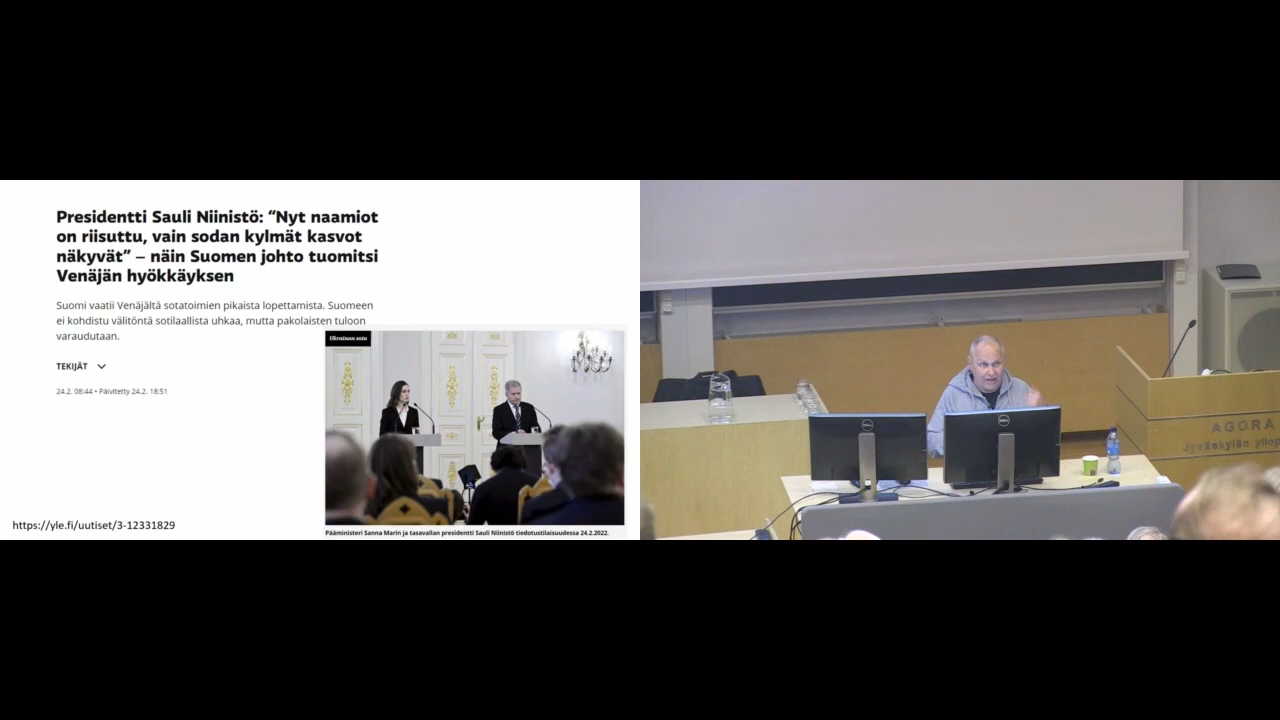 Presidentti Sauli Niinistö: “Nyt naamiot
on riisuttu, vain sodan kylmät kasvot
näkyvät” – näin Suomen johto tuomitsi
Venäjän hyökkäyksen
Suomi vaatii Venäjältä sotatoimien pikaista lopettamista. Suomeen
ei kohdistu välitöntä sotilaallista uhkaa, mutta pakolaisten tuloon
varaudutaan.
TEKIJÄT
24.2. 08:44 • Päivitetty 24.2. 18:51
Ukrainan sota
https://yle.fi/uutiset/3-12331829
Pääministeri Sanna Marin ja tasavallan presidentti Sauli Niinistö tiedotustilaisuudessa 24.2.2022.
DELL
DELL
AGORA
Jyväskylän yliop